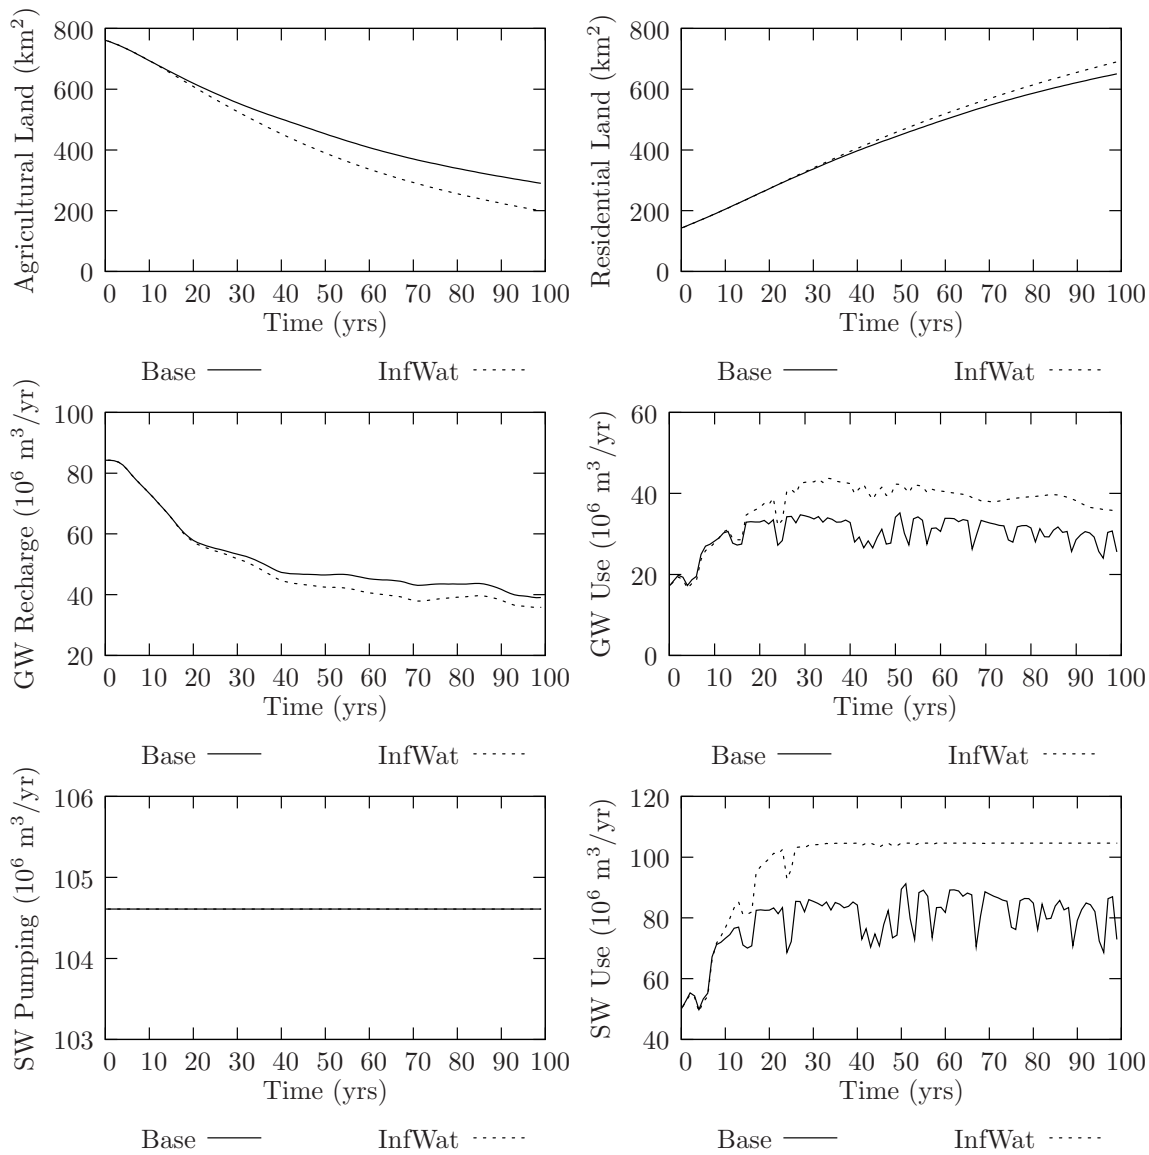 Agricultural Land (km²)
800
600
400
200
0
0 10 20 30 40 50 60 70 80 90 100
Time (yrs)
Base
InfWat
Residential Land (km²)
800
600
400
200
0
0 10 20 30 40 50 60 70 80 90 100
Time (yrs)
Base
InfWat
GW Recharge (10⁶ m³/yr)
100
80
60
40
20
0 10 20 30 40 50 60 70 80 90 100
Time (yrs)
Base
InfWat
GW Use (10⁶ m³/yr)
60
40
20
0
0 10 20 30 40 50 60 70 80 90 100
Time (yrs)
Base
InfWat
SW Pumping (10⁶ m³/yr)
106
105
104
103
0 10 20 30 40 50 60 70 80 90 100
Time (yrs)
Base
InfWat
SW Use (10⁶ m³/yr)
120
100
80
60
40
0 10 20 30 40 50 60 70 80 90 100
Time (yrs)
Base
InfWat